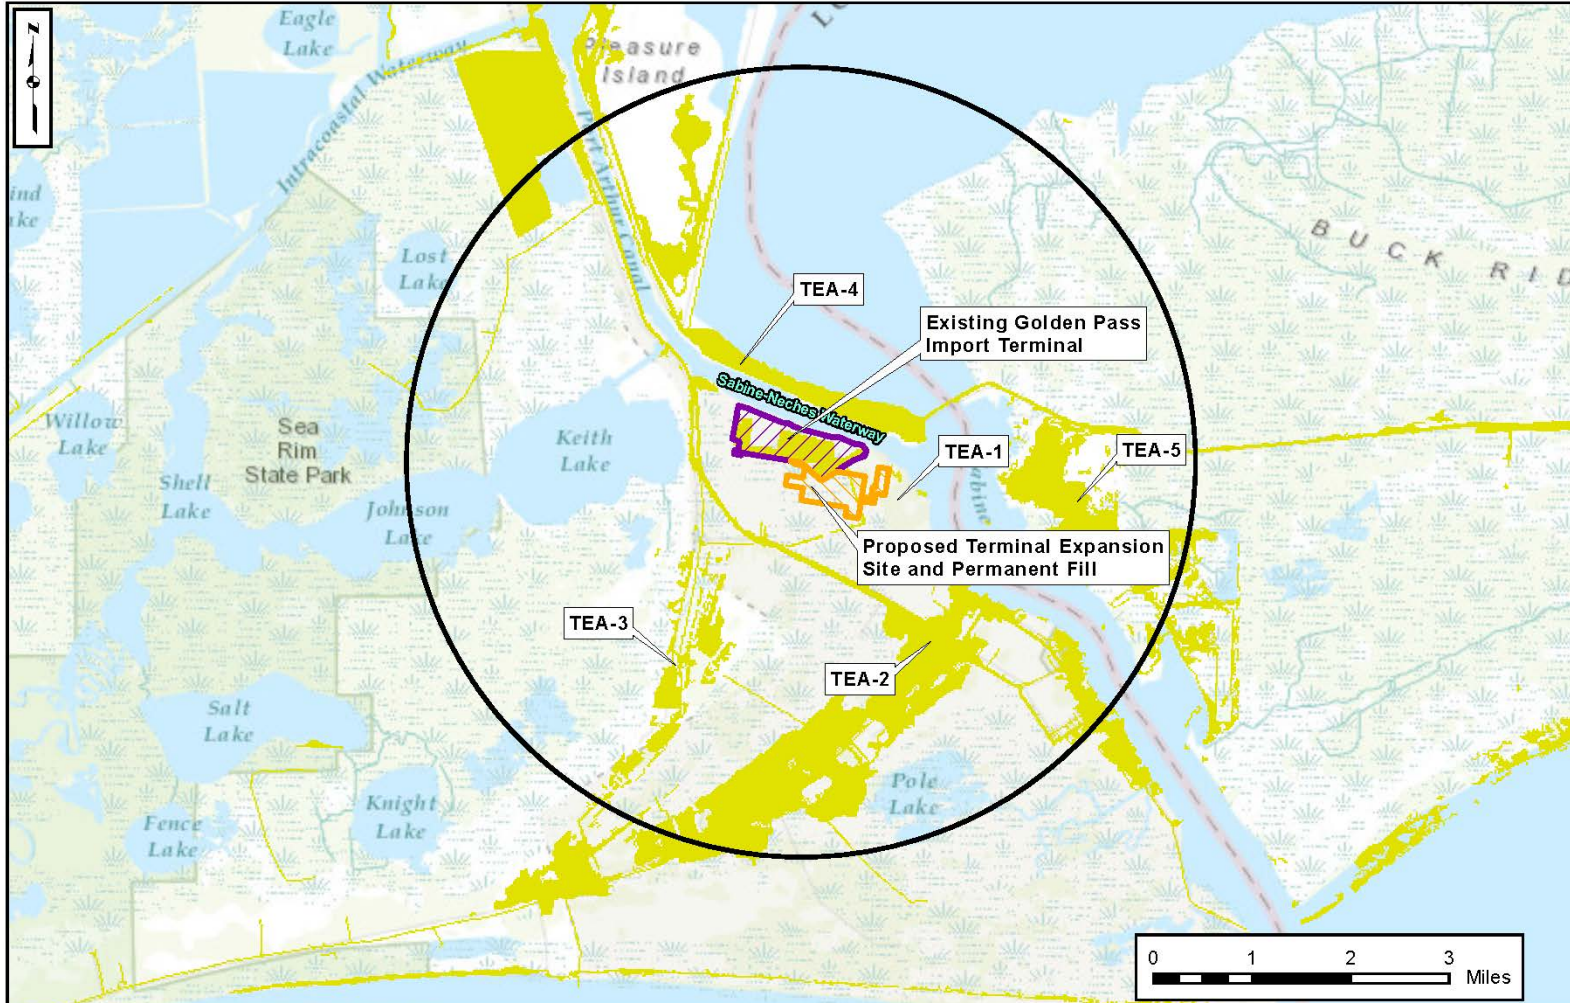 N
Eagle
Lake
Pleasure
Island
Intracoastal Waterway
Port Arthur Canal
Lost
Lake
BUCK RID
TEA-4
Existing Golden Pass
Import Terminal
Sabine-Neches Waterway
Willow
Lake
Sea
Rim
State Park
Keith
Lake
TEA-1
TEA-5
Shell
Lake
Johnson
Lake
Proposed Terminal Expansion
Site and Permanent Fill
TEA-3
TEA-2
Salt
Lake
Pole
Lake
Knight
Lake
Fence
Lake
0 1 2 3
Miles